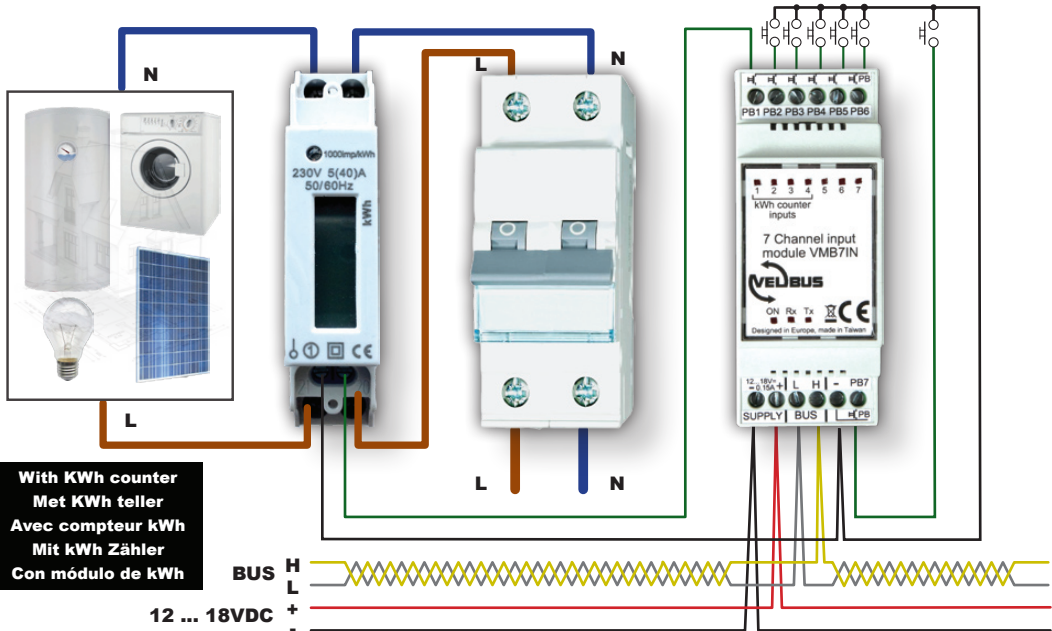 N
L
N
1000imp/kWh
230V 5(40)A
50/60Hz
kWh
CE
L
PB
PB1 PB2 PB3 PB4 PB5 PB6
1 2 3 4 5 6 7
kWh counter
inputs
7 Channel input
module VMB7IN
VELBUS
ON Rx Tx
CE
Designed in Europe, made in Taiwan
12...18V=
= 0.15A + L H - PB7
SUPPLY BUS PB
L
N
With KWh counter
Met KWh teller
Avec compteur kWh
Mit kWh Zähler
Con módulo de kWh
BUS
H
L
12 ... 18VDC
+
-